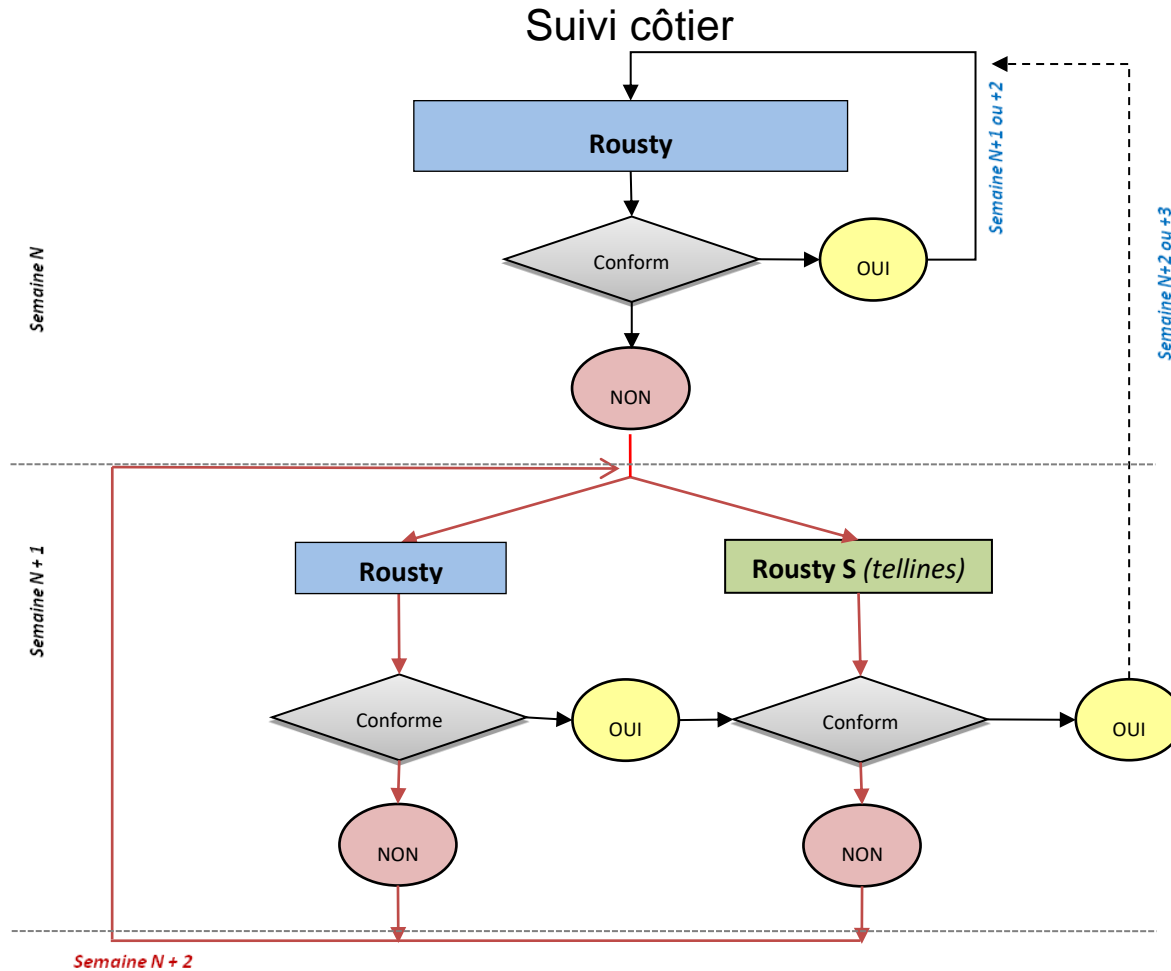 Suivi côtier
Semaine N+1 ou +2
Rousty
Semaine N+2 ou +3
Semaine N
Conform
OUI
NON
Semaine N + 1
Rousty
Rousty S (tellines)
Conforme
OUI
Conform
OUI
NON
NON
Semaine N + 2